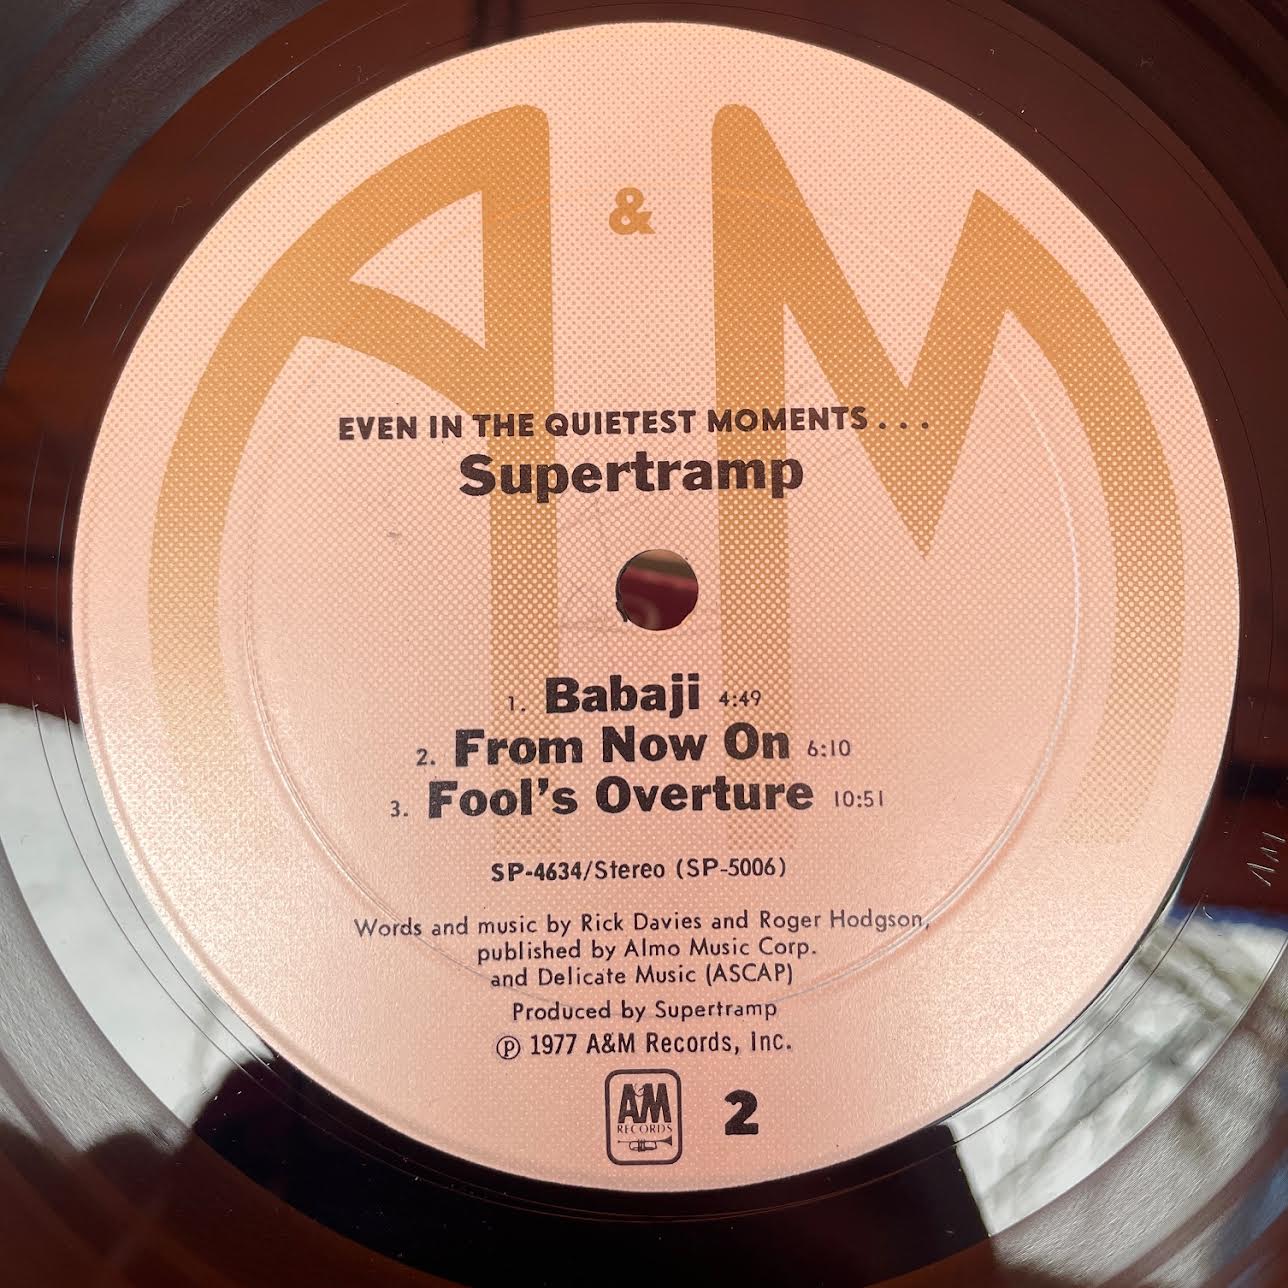 A & M
EVEN IN THE QUIETEST MOMENTS...
Supertramp
1. Babaji 4:49
2. From Now On 6:10
3. Fool's Overture 10:51
SP-4634/Stereo (SP-5006)
Words and music by Rick Davies and Roger Hodgson,
published by Almo Music Corp.
and Delicate Music (ASCAP)
Produced by Supertramp
℗ 1977 A&M Records, Inc.
A&M
RECORDS
2
AM